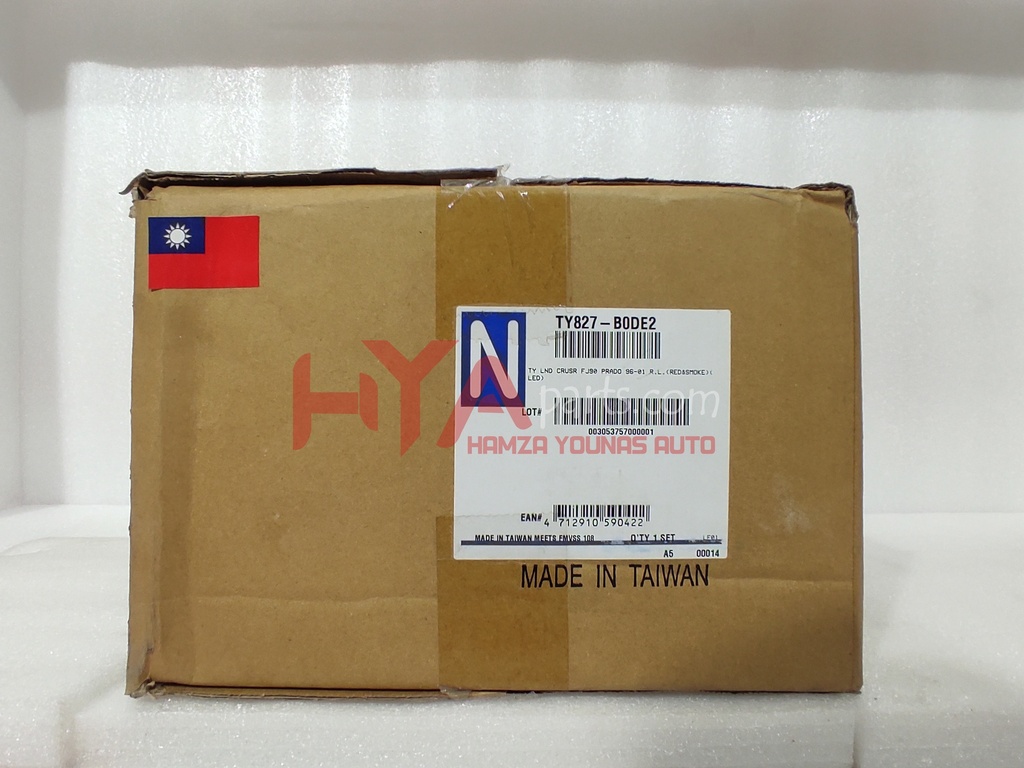 N
TY827-B0DE2
TY LND CRUSR FJ90 PRADO 96-01 R.L.(RED&SMOKE)(
LED)
LOT#
003053757000001
HYA parts.com
HAMZA YOUNAS AUTO
EAN# 4 712910 590422
MADE IN TAIWAN MEETS FMVSS 108 Q'TY 1 SET LE01
A5 00014
MADE IN TAIWAN